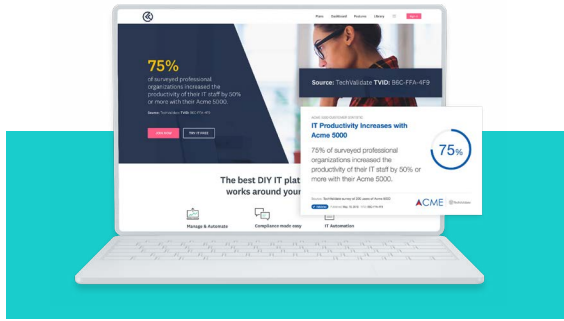 Press Dashboard Features Library
75%
of surveyed professional
organizations increased the
productivity of their IT staff by 50%
or more with their Acme 5000.
Source: TechValidate TVID: B6C-FFA-4F9
Source: TechValidate TVID: B6C-FFA-4F9
IT Productivity Increases with
Acme 5000
75% of surveyed professional
organizations increased the
productivity of their IT staff by 50% or
more with their Acme 5000.
75%
ACME
The best DIY IT plat
works around your
Manage & Automate
Compliance made easy
IT Automation